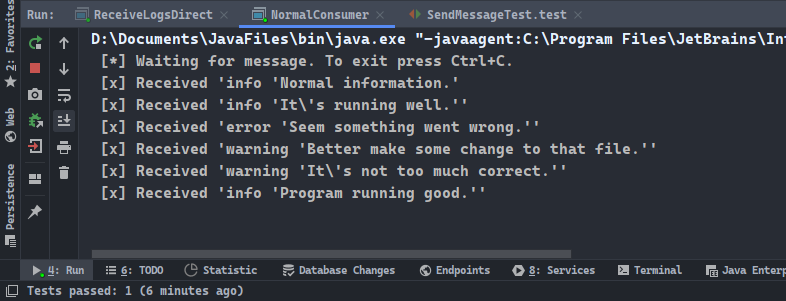 Run: ReceiveLogsDirect × NormalConsumer × SendMessageTest.test ×
2: Favorites
Web
Persistence
D:\Documents\JavaFiles\bin\java.exe "-javaagent:C:\Program Files\JetBrains\Int
[*] Waiting for message. To exit press Ctrl+C.
[x] Received 'info 'Normal information.'
[x] Received 'info 'It\'s running well.''
[x] Received 'error 'Seem something went wrong.''
[x] Received 'warning 'Better make some change to that file.''
[x] Received 'warning 'It\'s not too much correct.''
[x] Received 'info 'Program running good.''
4: Run 6: TODO Statistic Database Changes Endpoints 8: Services Terminal Java Enterp
Tests passed: 1 (6 minutes ago)